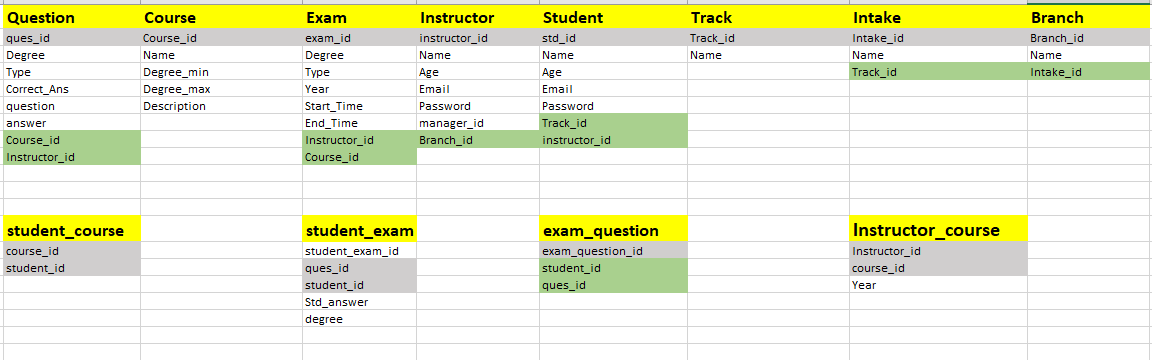 Question Course Exam Instructor Student Track Intake Branch
ques_id Course_id exam_id instructor_id std_id Track_id Intake_id Branch_id
Degree Name Degree Name Name Name Name Name
Type Degree_min Type Age Age Track_id Intake_id
Correct_Ans Degree_max Year Email Email
question Description Start_Time Password Password
answer End_Time manager_id Track_id
Course_id Instructor_id Branch_id instructor_id
Instructor_id Course_id
student_course student_exam exam_question Instructor_course
course_id student_exam_id exam_question_id Instructor_id
student_id ques_id student_id course_id
student_id ques_id Year
Std_answer
degree